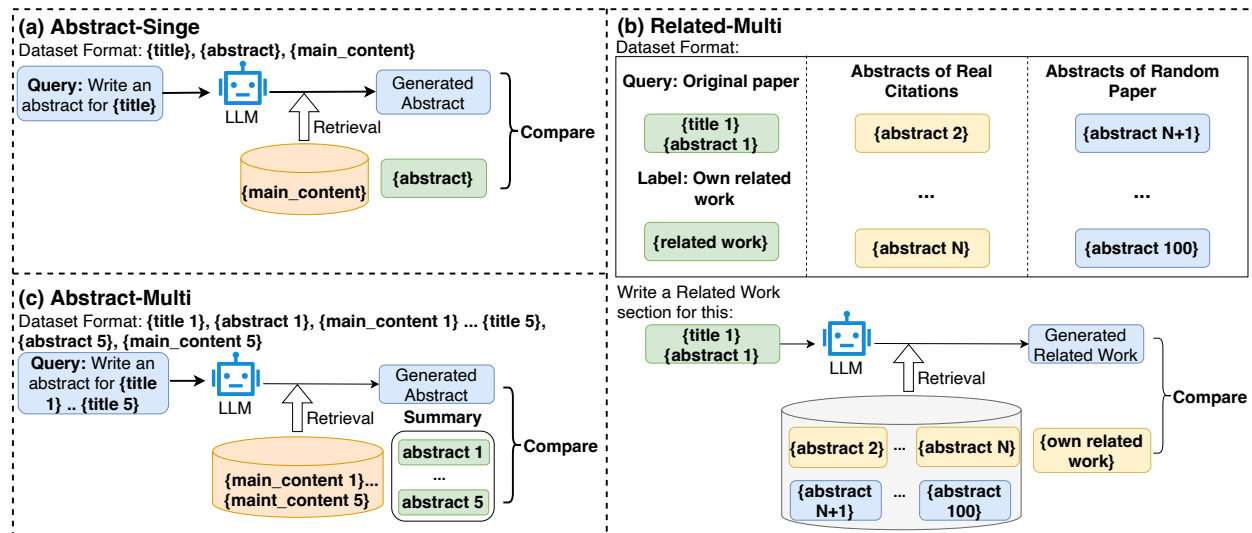 (a) Abstract-Singe
Dataset Format: {title}, {abstract}, {main_content}
Query: Write an
abstract for {title}
LLM
Retrieval
Generated
Abstract
Compare
{main_content}
{abstract}
(c) Abstract-Multi
Dataset Format: {title 1}, {abstract 1}, {main_content 1} ... {title 5},
{abstract 5}, {main_content 5}
Query: Write an
abstract for {title
1} .. {title 5}
LLM
Retrieval
Generated
Abstract
Summary
abstract 1
...
abstract 5
Compare
{main_content 1}...
{maint_content 5}
(b) Related-Multi
Dataset Format:
Query: Original paper
{title 1}
{abstract 1}
Label: Own related
work
{related work}
Abstracts of Real
Citations
{abstract 2}
...
{abstract N}
Abstracts of Random
Paper
{abstract N+1}
...
{abstract 100}
Write a Related Work
section for this:
{title 1}
{abstract 1}
LLM
Retrieval
Generated
Related Work
Compare
{abstract 2}
...
{abstract N}
{abstract
N+1}
...
{abstract
100}
{own related
work}